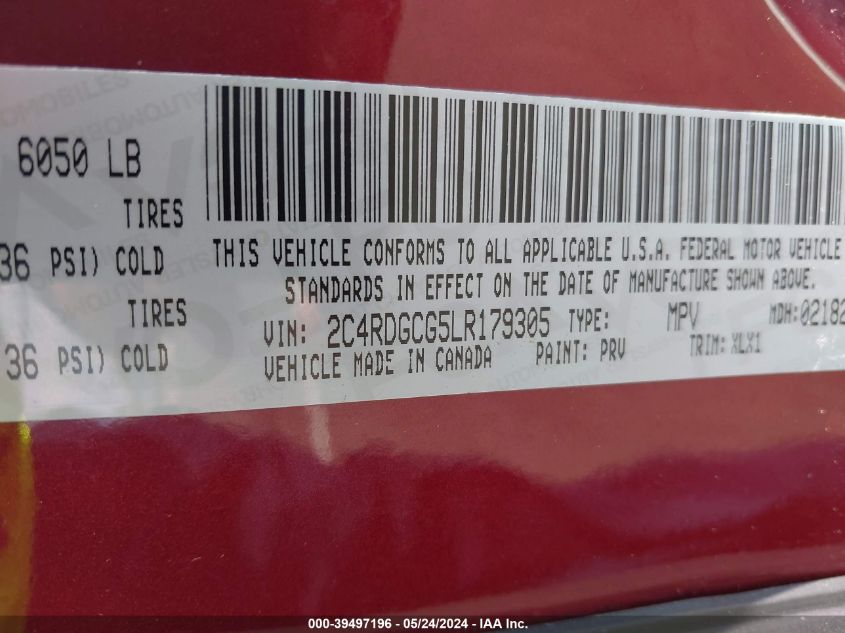 6050 LB
TIRES
36 PSI) COLD
TIRES
36 PSI) COLD
THIS VEHICLE CONFORMS TO ALL APPLICABLE U.S.A. FEDERAL MOTOR VEHICLE
STANDARDS IN EFFECT ON THE DATE OF MANUFACTURE SHOWN ABOVE.
VIN: 2C4RDGCG5LR179305 TYPE: MPV MDH:02182
VEHICLE MADE IN CANADA PAINT: PRV TRIM: XLX1
000-39497196 - 05/24/2024 - IAA Inc.